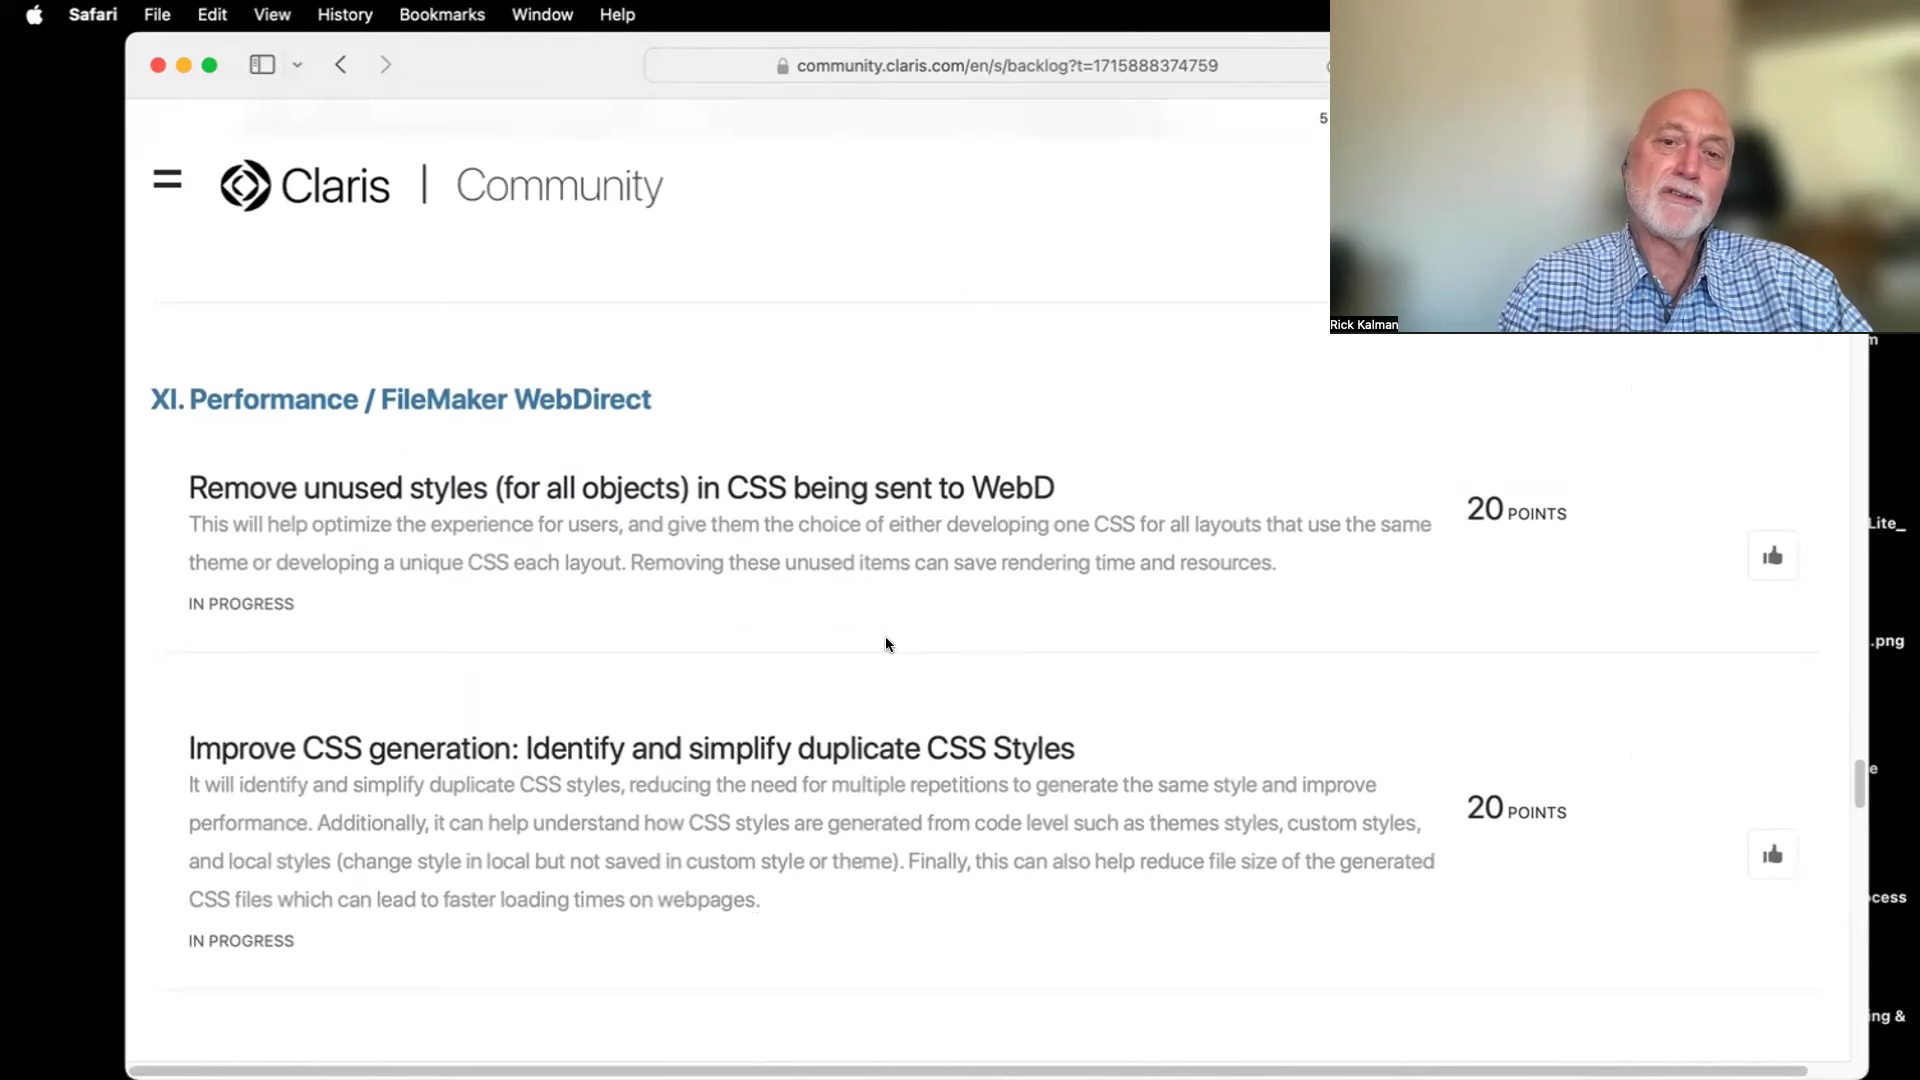 Safari File Edit View History Bookmarks Window Help
community.claris.com/en/s/backlog?t=1715888374759
5
Claris | Community
Rick Kalman
XI. Performance / FileMaker WebDirect
Remove unused styles (for all objects) in CSS being sent to WebD
This will help optimize the experience for users, and give them the choice of either developing one CSS for all layouts that use the same
theme or developing a unique CSS each layout. Removing these unused items can save rendering time and resources.
IN PROGRESS
20 POINTS
Improve CSS generation: Identify and simplify duplicate CSS Styles
It will identify and simplify duplicate CSS styles, reducing the need for multiple repetitions to generate the same style and improve
performance. Additionally, it can help understand how CSS styles are generated from code level such as themes styles, custom styles,
and local styles (change style in local but not saved in custom style or theme). Finally, this can also help reduce file size of the generated
CSS files which can lead to faster loading times on webpages.
IN PROGRESS
20 POINTS
Lite_
.png
e
cess
ing &